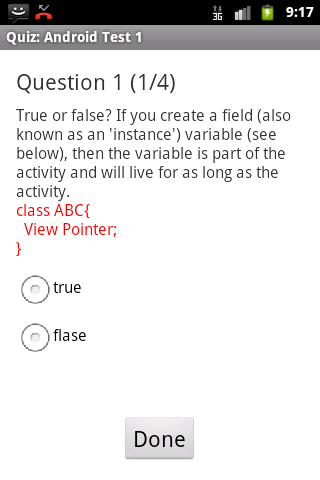 3G
9:17
Quiz: Android Test 1
Question 1 (1/4)
True or false? If you create a field (also
known as an 'instance') variable (see
below), then the variable is part of the
activity and will live for as long as the
activity.
class ABC{
View Pointer;
}
true
flase
Done